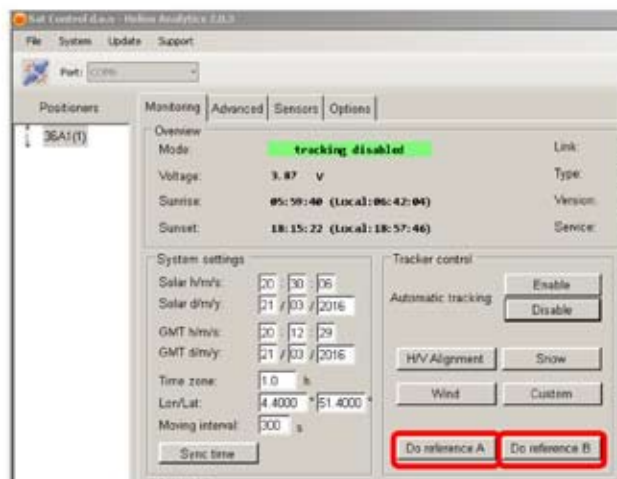 Sat Control d.o.o - Helios Analytics 2.0.3
File System Update Support
Port: COM6
Positioners
36A1(1)
Monitoring Advanced Sensors Options
Overview
Mode: tracking disabled Link:
Voltage: 3.87 V Type:
Sunrise: 05:59:40 (Local:06:42:04) Version:
Sunset: 18:15:22 (Local:18:57:46) Service:
System settings
Solar h/m/s: 20 : 30 : 06
Solar d/m/y: 21 / 03 / 2016
GMT h/m/s: 20 : 12 : 29
GMT d/m/y: 21 / 03 / 2016
Time zone: 1.0 h
Lon/Lat: 4.4000 ° 51.4000 °
Moving interval: 300 s
Sync time
Tracker control
Automatic tracking Enable
Disable
H/V Alignment Snow
Wind Custom
Do reference A Do reference B